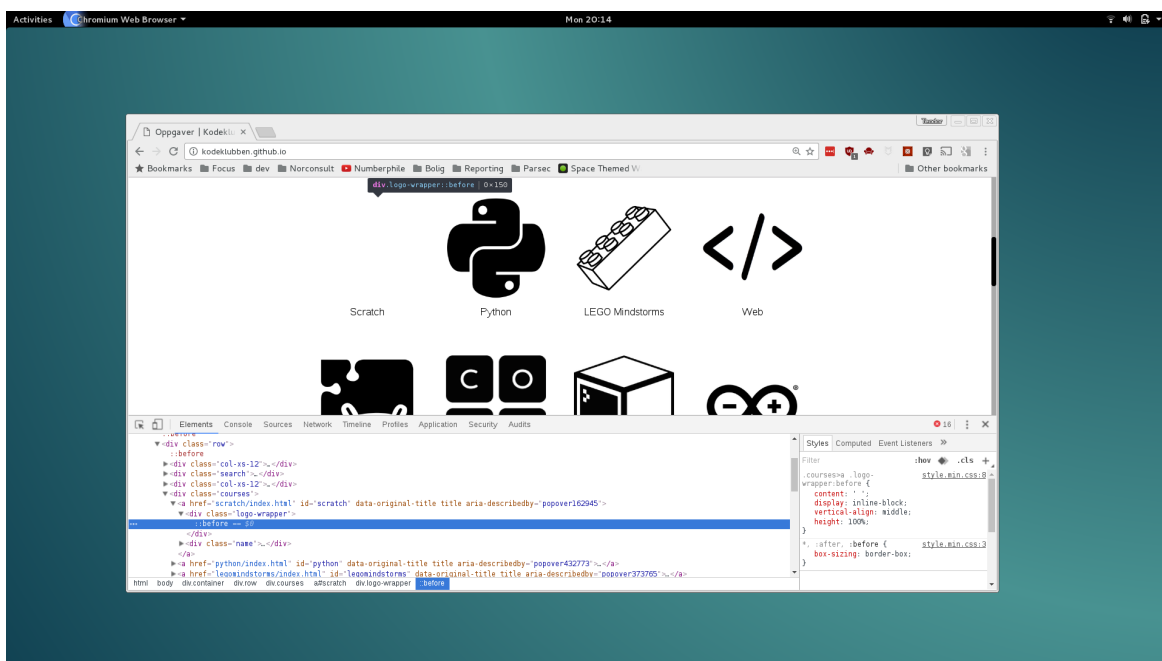 Activities Chromium Web Browser Mon 20:14
Oppgaver | Kodeklu
kodeklubben.github.io
Bookmarks Focus dev Norconsult Numberphile Bolig Reporting Parsec Space Themed W Other bookmarks
div.logo-wrapper::before | 0×150
Scratch Python LEGO Mindstorms Web
C O
Elements Console Sources Network Timeline Profiles Application Security Audits 16
::before
▼<div class="row">
::before
▶<div class="col-xs-12">…</div>
▶<div class="search">…</div>
▶<div class="col-xs-12">…</div>
▼<div class="courses">
▼<a href="scratch/index.html" id="scratch" data-original-title title aria-describedby="popover162945">
▼<div class="logo-wrapper">
::before == $0
</div>
▶<div class="name">…</div>
</a>
▶<a href="python/index.html" id="python" data-original-title title aria-describedby="popover432773">…</a>
▶<a href="legomindstorms/index.html" id="legomindstorms" data-original-title title aria-describedby="popover373765">…</a>
html body div.container div.row div.courses a#scratch div.logo-wrapper ::before
Styles Computed Event Listeners »
Filter :hov .cls +
.courses>a .logo- style.min.css:8
wrapper:before {
content: ' ';
display: inline-block;
vertical-align: middle;
height: 100%;
}
*, :after, :before { style.min.css:3
box-sizing: border-box;
}